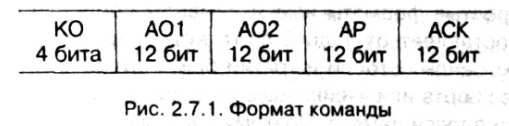 КО АО1 АО2 АР АСК
4 бита 12 бит 12 бит 12 бит 12 бит
Рис. 2.7.1. Формат команды